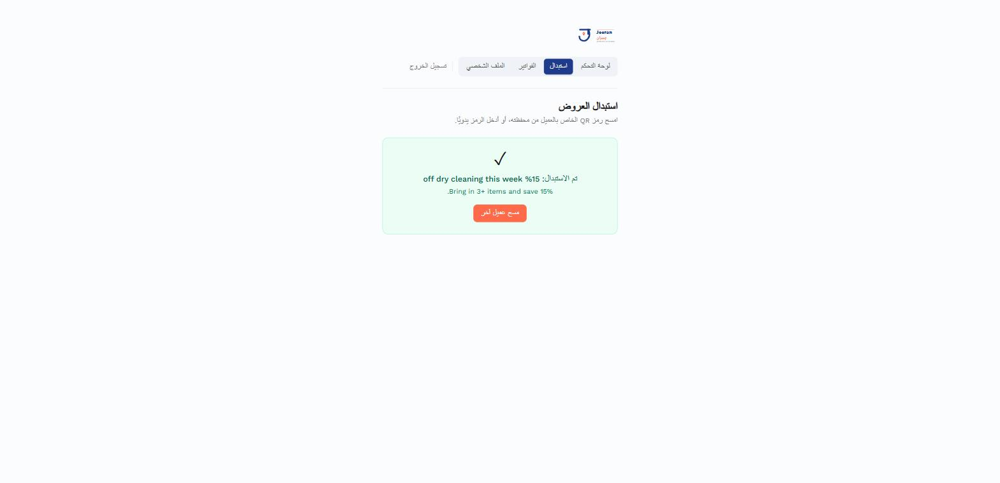 Jeeran
جيران
لوحة التحكم
استبدال
الفواتير
الملف الشخصي
تسجيل الخروج
استبدال العروض
امسح رمز QR الخاص بالعميل من محفظته، أو أدخل الرمز يدويًا.
✓
تم الاستبدال: 15% off dry cleaning this week
Bring in 3+ items and save 15%.
مسح عميل آخر